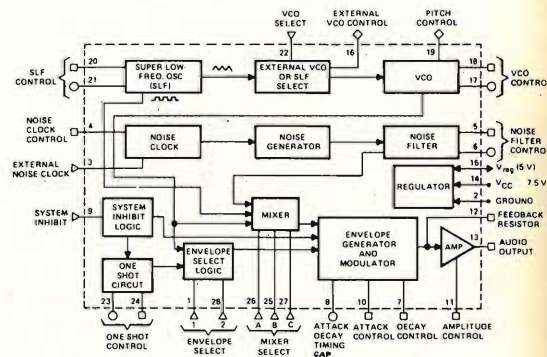 VCO
SELECT
EXTERNAL
VCO CONTROL
PITCH
CONTROL
22
16
19
SLF
CONTROL
20
21
SUPER LOW-
FREQ. OSC
(SLF)
EXTERNAL VCO
OR SLF
SELECT
VCO
18
17
VCO
CONTROL
NOISE
CLOCK
CONTROL
4
NOISE
CLOCK
NOISE
GENERATOR
NOISE
FILTER
5
6
NOISE
FILTER
CONTROL
EXTERNAL
NOISE CLOCK
3
REGULATOR
15
Vreg (5 V)
14
VCC 7.5 V
2
GROUND
SYSTEM
INHIBIT
9
SYSTEM
INHIBIT
LOGIC
MIXER
12
FEEDBACK
RESISTOR
ONE
SHOT
CIRCUT
ENVELOPE
SELECT
LOGIC
ENVELOPE
GENERATOR
AND
MODULATOR
AMP
13
AUDIO
OUTPUT
23
24
1
28
26
25
27
8
10
7
11
1
2
A
B
C
ONE SHOT
CONTROL
ENVELOPE
SELECT
MIXER
SELECT
ATTACK
DECAY
TIMING
CAP
ATTACK
CONTROL
DECAY
CONTROL
AMPLITUDE
CONTROL